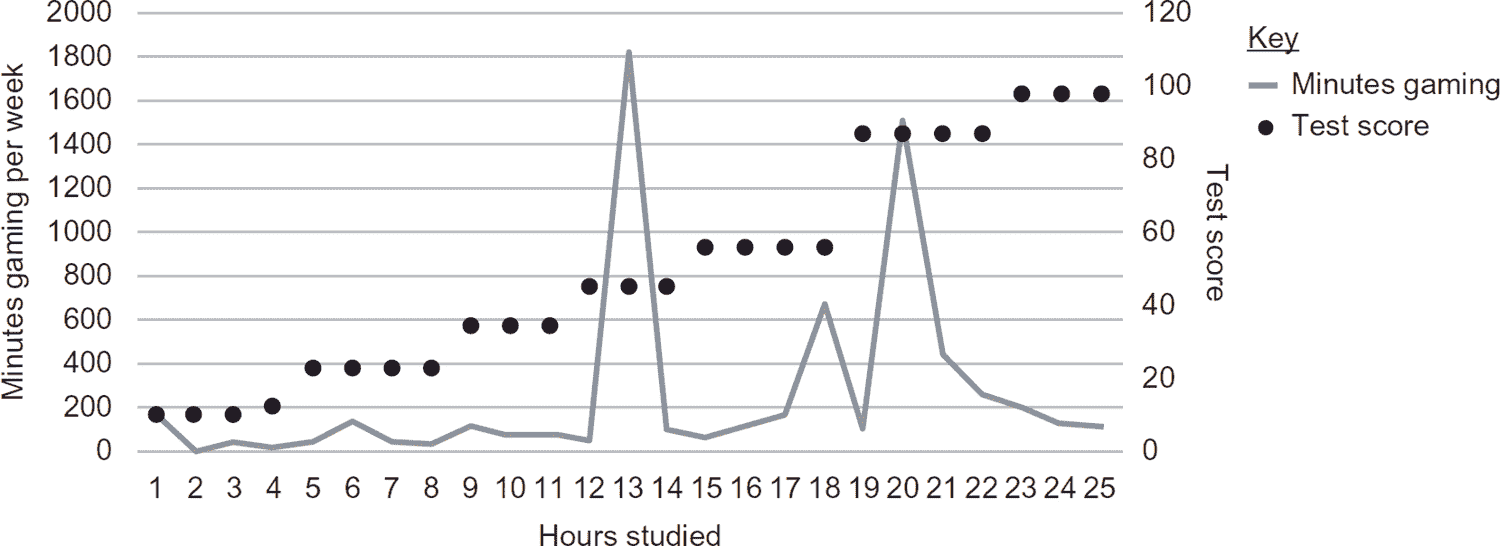 Minutes gaming per week
2000
1800
1600
1400
1200
1000
800
600
400
200
0
120
100
80
60
40
20
0
Test score
1 2 3 4 5 6 7 8 9 10 11 12 13 14 15 16 17 18 19 20 21 22 23 24 25
Hours studied
Key
Minutes gaming
Test score